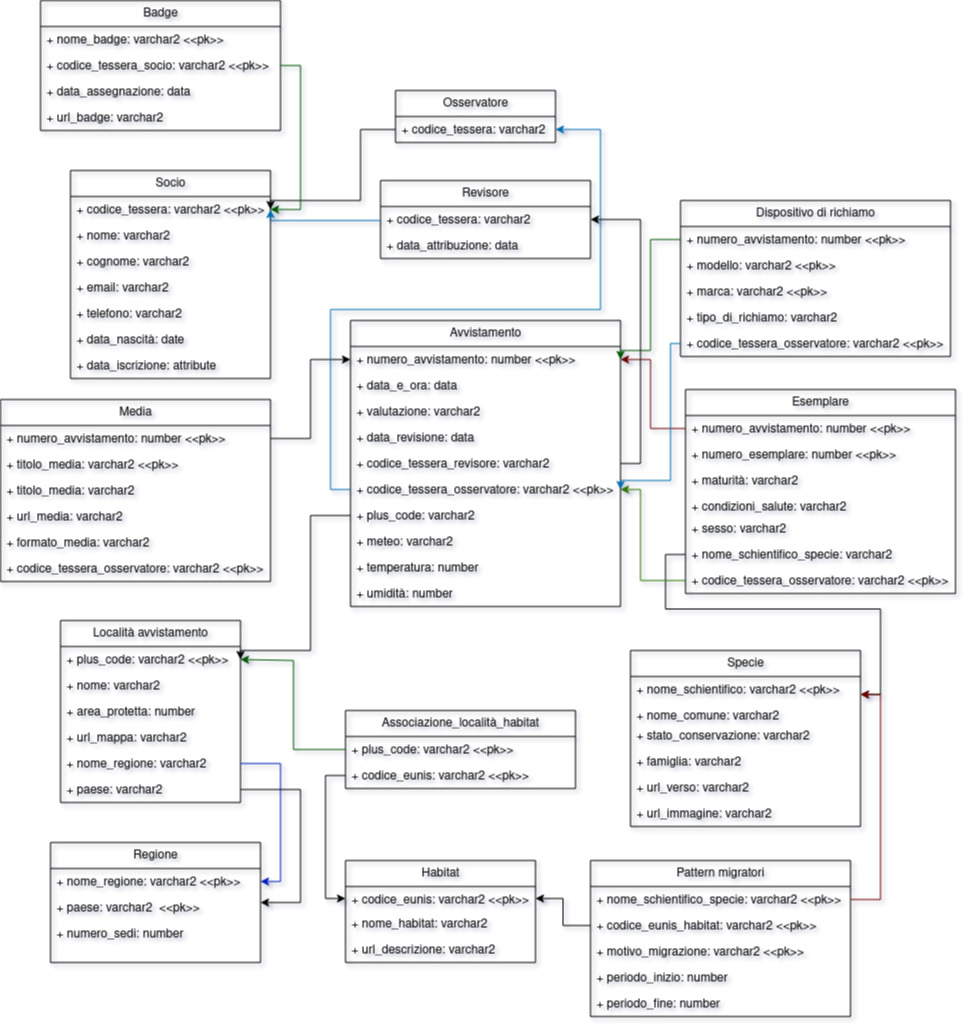 Badge
+ nome_badge: varchar2 <<pk>>
+ codice_tessera_socio: varchar2 <<pk>>
+ data_assegnazione: data
+ url_badge: varchar2
Osservatore
+ codice_tessera: varchar2
Socio
+ codice_tessera: varchar2 <<pk>>
+ nome: varchar2
+ cognome: varchar2
+ email: varchar2
+ telefono: varchar2
+ data_nascità: date
+ data_iscrizione: attribute
Revisore
+ codice_tessera: varchar2
+ data_attribuzione: data
Dispositivo di richiamo
+ numero_avvistamento: number <<pk>>
+ modello: varchar2 <<pk>>
+ marca: varchar2 <<pk>>
+ tipo_di_richiamo: varchar2
+ codice_tessera_osservatore: varchar2 <<pk>>
Avvistamento
+ numero_avvistamento: number <<pk>>
+ data_e_ora: data
+ valutazione: varchar2
+ data_revisione: data
+ codice_tessera_revisore: varchar2
+ codice_tessera_osservatore: varchar2 <<pk>>
+ plus_code: varchar2
+ meteo: varchar2
+ temperatura: number
+ umidità: number
Media
+ numero_avvistamento: number <<pk>>
+ titolo_media: varchar2 <<pk>>
+ titolo_media: varchar2
+ url_media: varchar2
+ formato_media: varchar2
+ codice_tessera_osservatore: varchar2 <<pk>>
Esemplare
+ numero_avvistamento: number <<pk>>
+ numero_esemplare: number <<pk>>
+ maturità: varchar2
+ condizioni_salute: varchar2
+ sesso: varchar2
+ nome_schientifico_specie: varchar2
+ codice_tessera_osservatore: varchar2 <<pk>>
Località avvistamento
+ plus_code: varchar2 <<pk>>
+ nome: varchar2
+ area_protetta: number
+ url_mappa: varchar2
+ nome_regione: varchar2
+ paese: varchar2
Associazione_località_habitat
+ plus_code: varchar2 <<pk>>
+ codice_eunis: varchar2 <<pk>>
Specie
+ nome_schientifico: varchar2 <<pk>>
+ nome_comune: varchar2
+ stato_conservazione: varchar2
+ famiglia: varchar2
+ url_verso: varchar2
+ url_immagine: varchar2
Regione
+ nome_regione: varchar2 <<pk>>
+ paese: varchar2 <<pk>>
+ numero_sedi: number
Habitat
+ codice_eunis: varchar2 <<pk>>
+ nome_habitat: varchar2
+ url_descrizione: varchar2
Pattern migratori
+ nome_schientifico_specie: varchar2 <<pk>>
+ codice_eunis_habitat: varchar2 <<pk>>
+ motivo_migrazione: varchar2 <<pk>>
+ periodo_inizio: number
+ periodo_fine: number